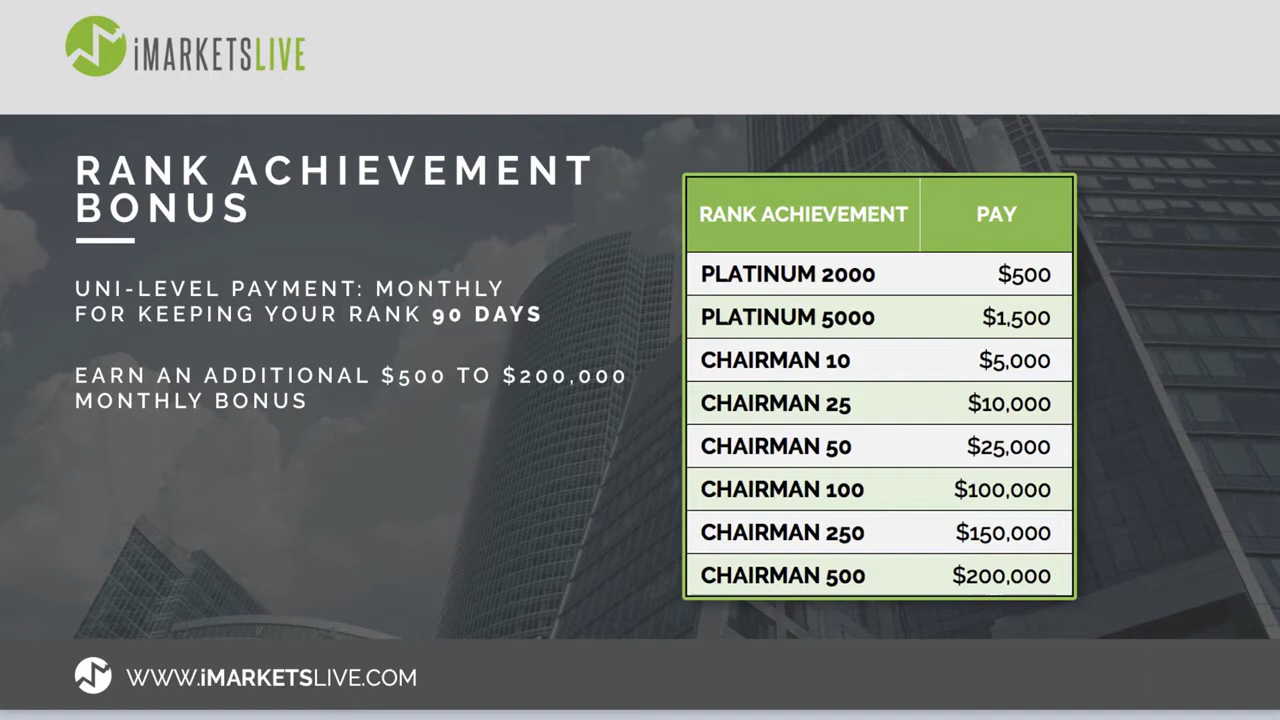 iMARKETSLIVE
RANK ACHIEVEMENT
BONUS
UNI-LEVEL PAYMENT: MONTHLY
FOR KEEPING YOUR RANK 90 DAYS
EARN AN ADDITIONAL $500 TO $200,000
MONTHLY BONUS
RANK ACHIEVEMENT PAY
PLATINUM 2000 $500
PLATINUM 5000 $1,500
CHAIRMAN 10 $5,000
CHAIRMAN 25 $10,000
CHAIRMAN 50 $25,000
CHAIRMAN 100 $100,000
CHAIRMAN 250 $150,000
CHAIRMAN 500 $200,000
WWW.iMARKETSLIVE.COM